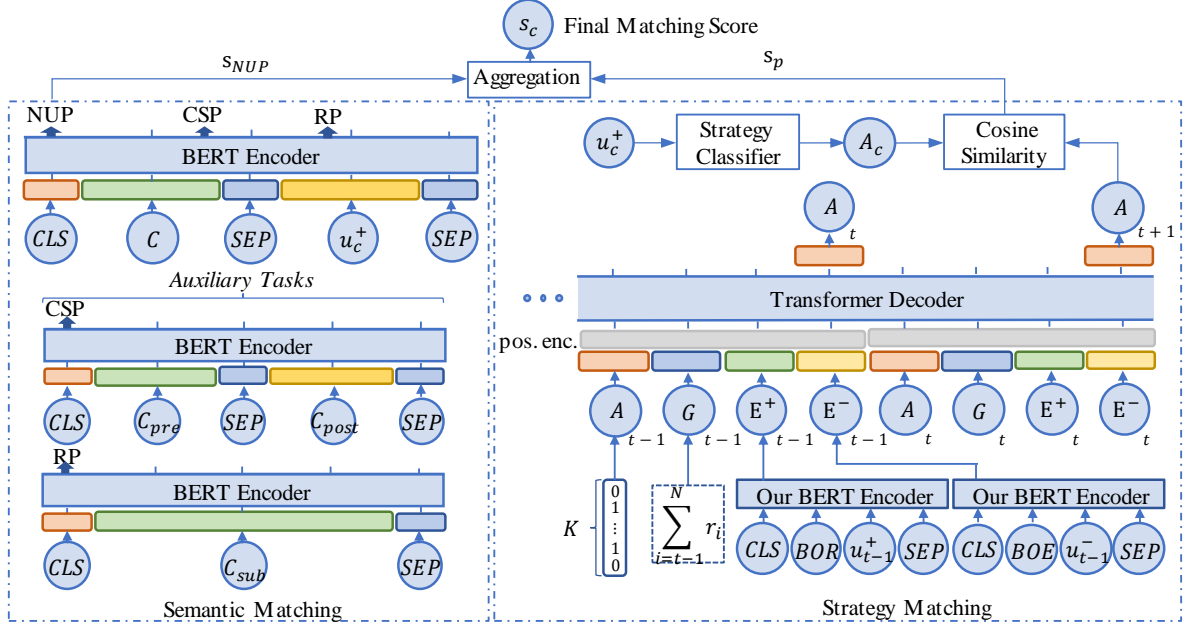 s_c Final Matching Score
s_NUP
Aggregation
s_p
NUP CSP RP
BERT Encoder
CLS C SEP u_c^+ SEP
Auxiliary Tasks
CSP
BERT Encoder
CLS C_pre SEP C_post SEP
RP
BERT Encoder
CLS C_sub SEP
Semantic Matching
u_c^+ Strategy Classifier A_c Cosine Similarity
A t A t + 1
Transformer Decoder
pos. enc.
A t − 1 G t − 1 E^+ t − 1 E^− t − 1 A t G t E^+ t E^− t
K 0 1 ⋮ 1 0
N
∑ r_i
i=t−1
Our BERT Encoder Our BERT Encoder
CLS BOR u_{t−1}^+ SEP CLS BOE u_{t−1}^− SEP
Strategy Matching